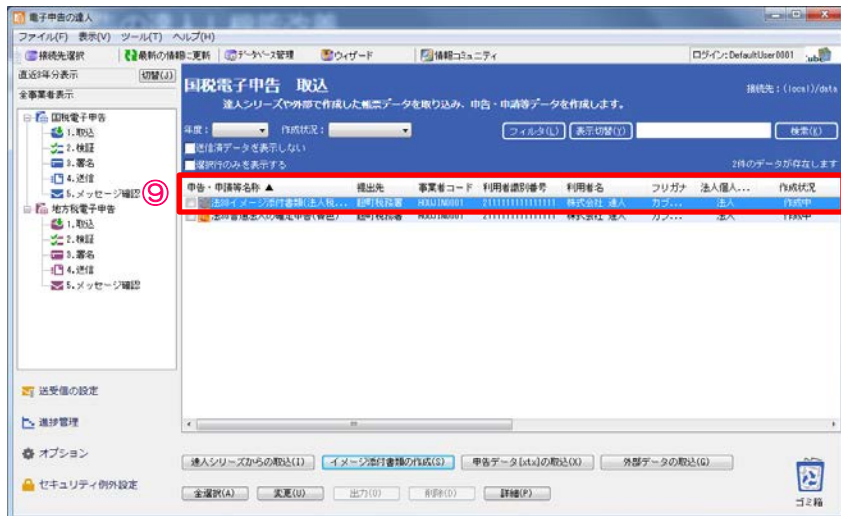 電子申告の達人
ファイル(F) 表示(V) ツール(T) ヘルプ(H)
接続先選択 最新の情報に更新 データベース管理 ウィザード 情報コミュニティ ログイン:DefaultUser0001
直近3年分表示 切替(J)
全事業者表示
国税電子申告
1.取込
2.検証
3.署名
4.送信
5.メッセージ確認
地方税電子申告
1.取込
2.検証
3.署名
4.送信
5.メッセージ確認
送受信の設定
進捗管理
オプション
セキュリティ例外設定
国税電子申告 取込
接続先:(local)/data
達人シリーズや外部で作成した帳票データを取り込み、申告・申請等データを作成します。
年度: 作成状況: フィルタ(L) 表示切替(Y) 検索(K)
送信済データを表示しない
選択行のみを表示する
2件のデータが存在します
⑨
申告・申請等名称 ▲ 提出先 事業者コード 利用者識別番号 利用者名 フリガナ 法人個人... 作成状況
イメージ添付書類(法人税... 麹町税務署 HOUJIN0001 株式会社 達人 カブ... 法人 作成中
麹町税務署 HOUJIN0001 株式会社 達人 カブ... 法人 作成中
達人シリーズからの取込(I) イメージ添付書類の作成(S) 申告データ[xtx]の取込(X) 外部データの取込(G)
全選択(A) 変更(U) 出力(O) 削除(D) 詳細(P)
ゴミ箱